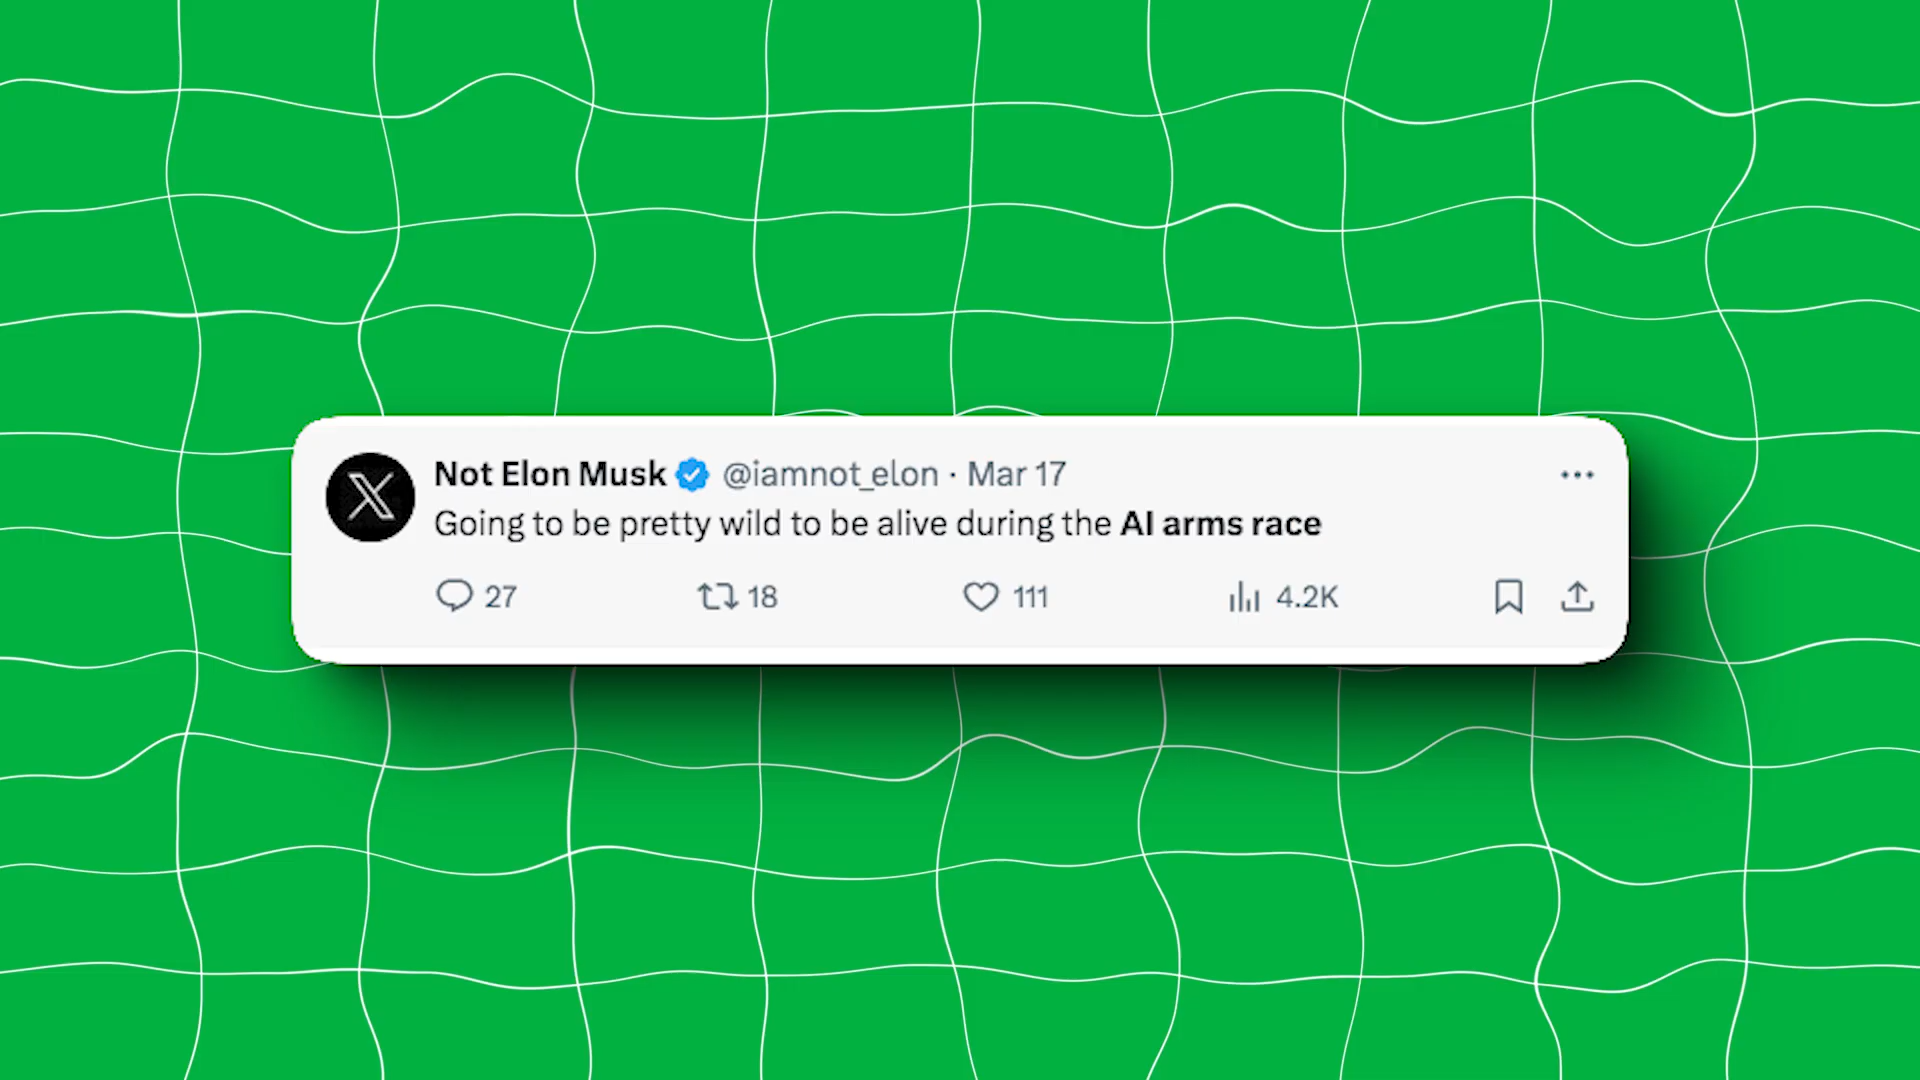 Not Elon Musk @iamnot_elon · Mar 17
Going to be pretty wild to be alive during the AI arms race
27 18 111 4.2K